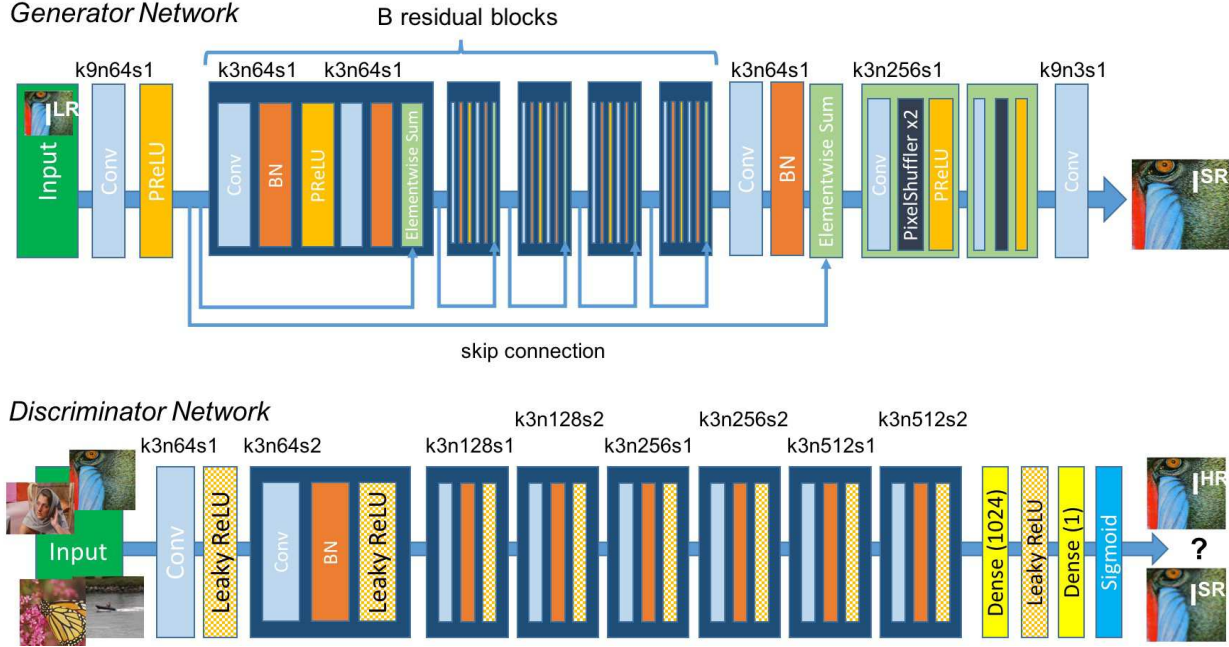 Generator Network
B residual blocks
k9n64s1
k3n64s1
k3n64s1
k3n64s1
k3n256s1
k9n3s1
I^LR
Input
Conv
PReLU
Conv
BN
PReLU
Elementwise Sum
Conv
BN
Elementwise Sum
Conv
PixelShuffler x2
PReLU
Conv
I^SR
skip connection
Discriminator Network
k3n64s1
k3n64s2
k3n128s1
k3n128s2
k3n256s1
k3n256s2
k3n512s1
k3n512s2
Input
Conv
Leaky ReLU
Conv
BN
Leaky ReLU
Dense (1024)
Leaky ReLU
Dense (1)
Sigmoid
I^HR
?
I^SR